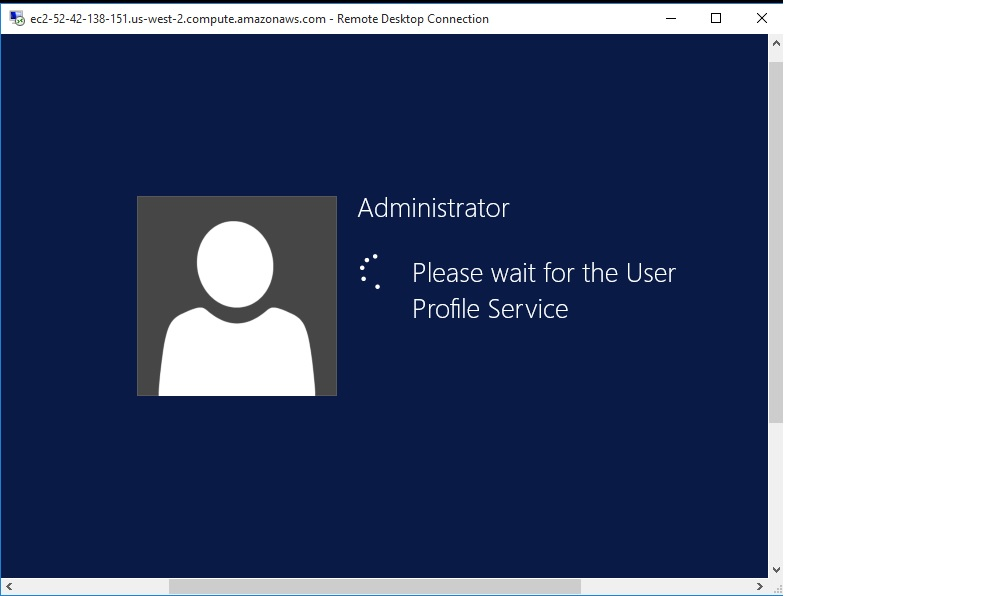 ec2-52-42-138-151.us-west-2.compute.amazonaws.com - Remote Desktop Connection
Administrator
Please wait for the User
Profile Service